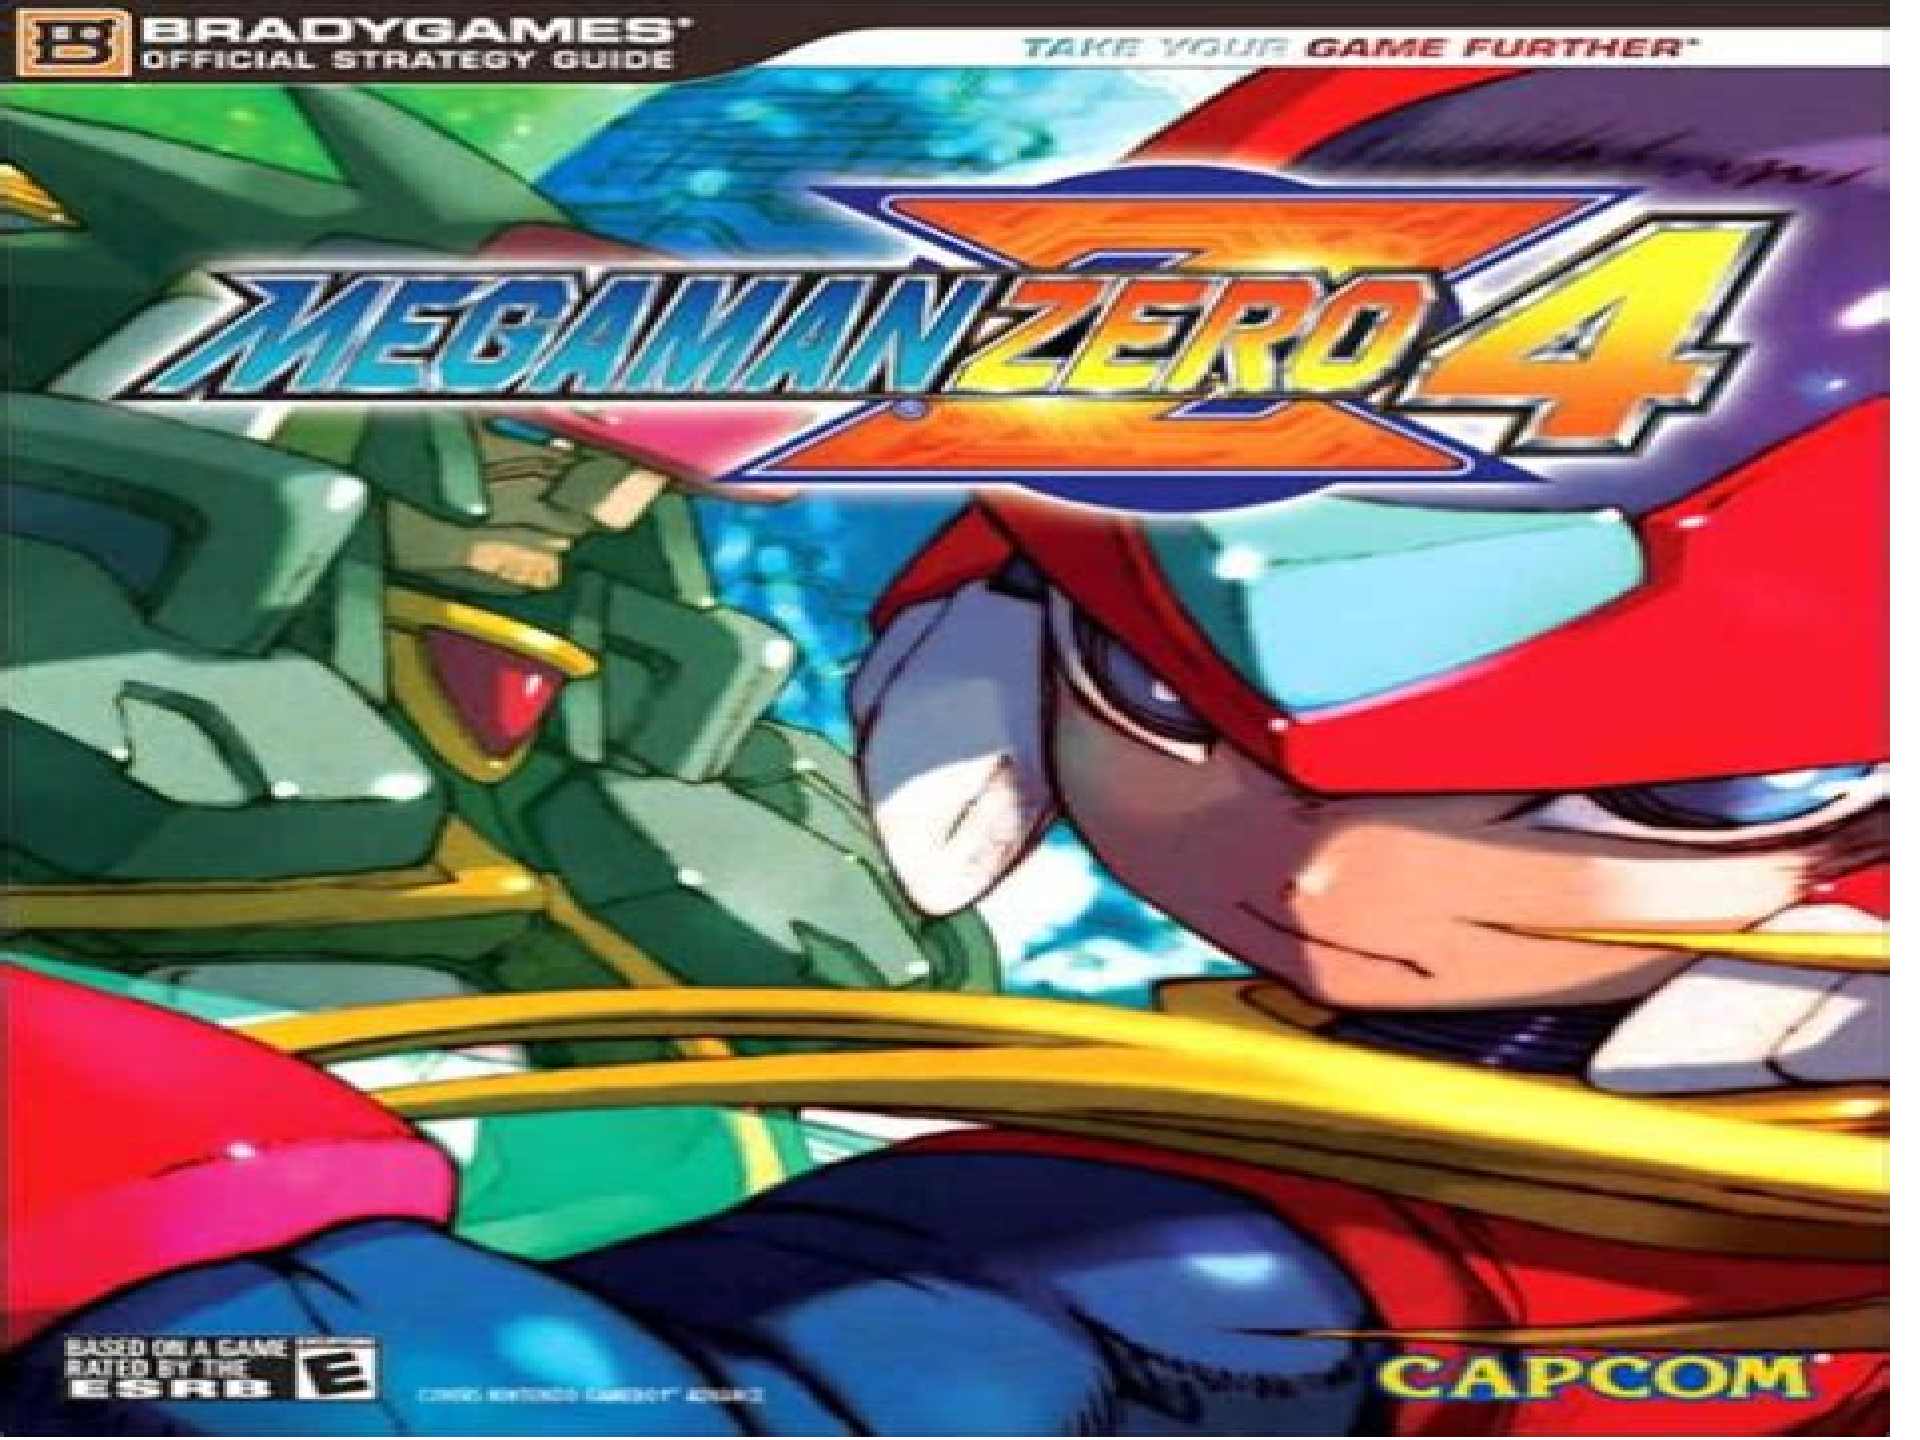 BRADYGAMES
OFFICIAL STRATEGY GUIDE
TAKE YOUR GAME FURTHER
MEGAMAN ZERO 4
BASED ON A GAME
RATED BY THE
ESRB
E
CAPCOM